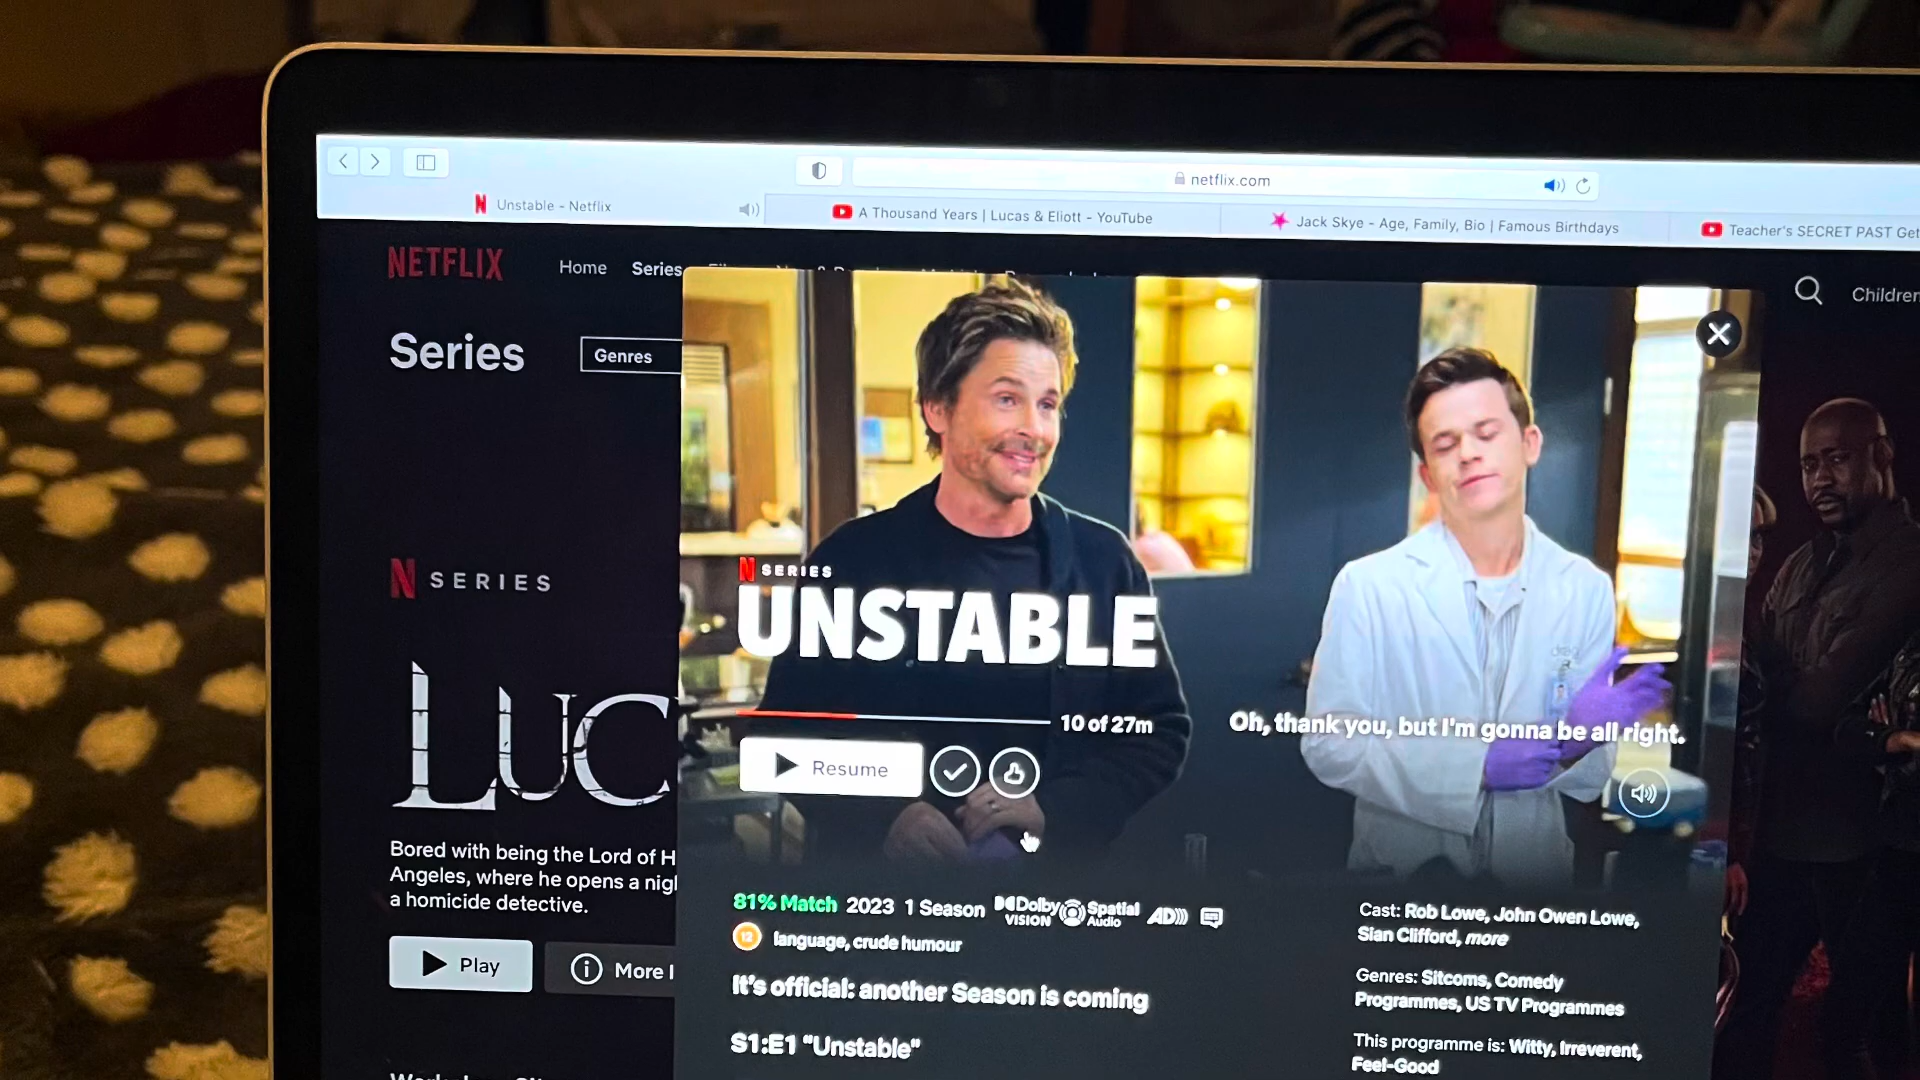 netflix.com
Unstable - Netflix
A Thousand Years | Lucas & Eliott - YouTube
Jack Skye - Age, Family, Bio | Famous Birthdays
Teacher's SECRET PAST Get
NETFLIX
Home
Series
Children
Series
Genres
N SERIES
LUC
Bored with being the Lord of H
Angeles, where he opens a nigl
a homicide detective.
Play
More I
N SERIES
UNSTABLE
10 of 27m
Resume
Oh, thank you, but I'm gonna be all right.
81% Match 2023 1 Season Dolby VISION Spatial Audio AD
12 language, crude humour
It's official: another Season is coming
S1:E1 "Unstable"
Cast: Rob Lowe, John Owen Lowe,
Sian Clifford, more
Genres: Sitcoms, Comedy
Programmes, US TV Programmes
This programme is: Witty, Irreverent,
Feel-Good